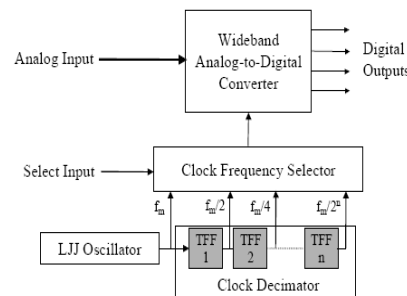 Wideband
Analog-to-Digital
Converter
Analog Input
Digital
Outputs
Select Input
Clock Frequency Selector
fm
fm/2
fm/4
fm/2^n
LJJ Oscillator
TFF
1
TFF
2
TFF
n
Clock Decimator